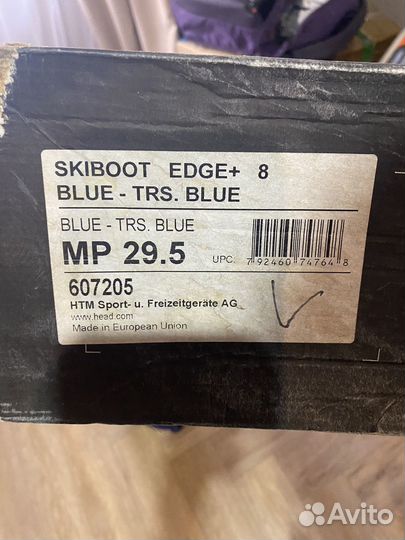 SKIBOOT EDGE+ 8
BLUE - TRS. BLUE
BLUE - TRS. BLUE
MP 29.5
UPC 7 92460 74764 8
607205
HTM Sport- u. Freizeitgeräte AG
www.head.com
Made in European Union
Avito